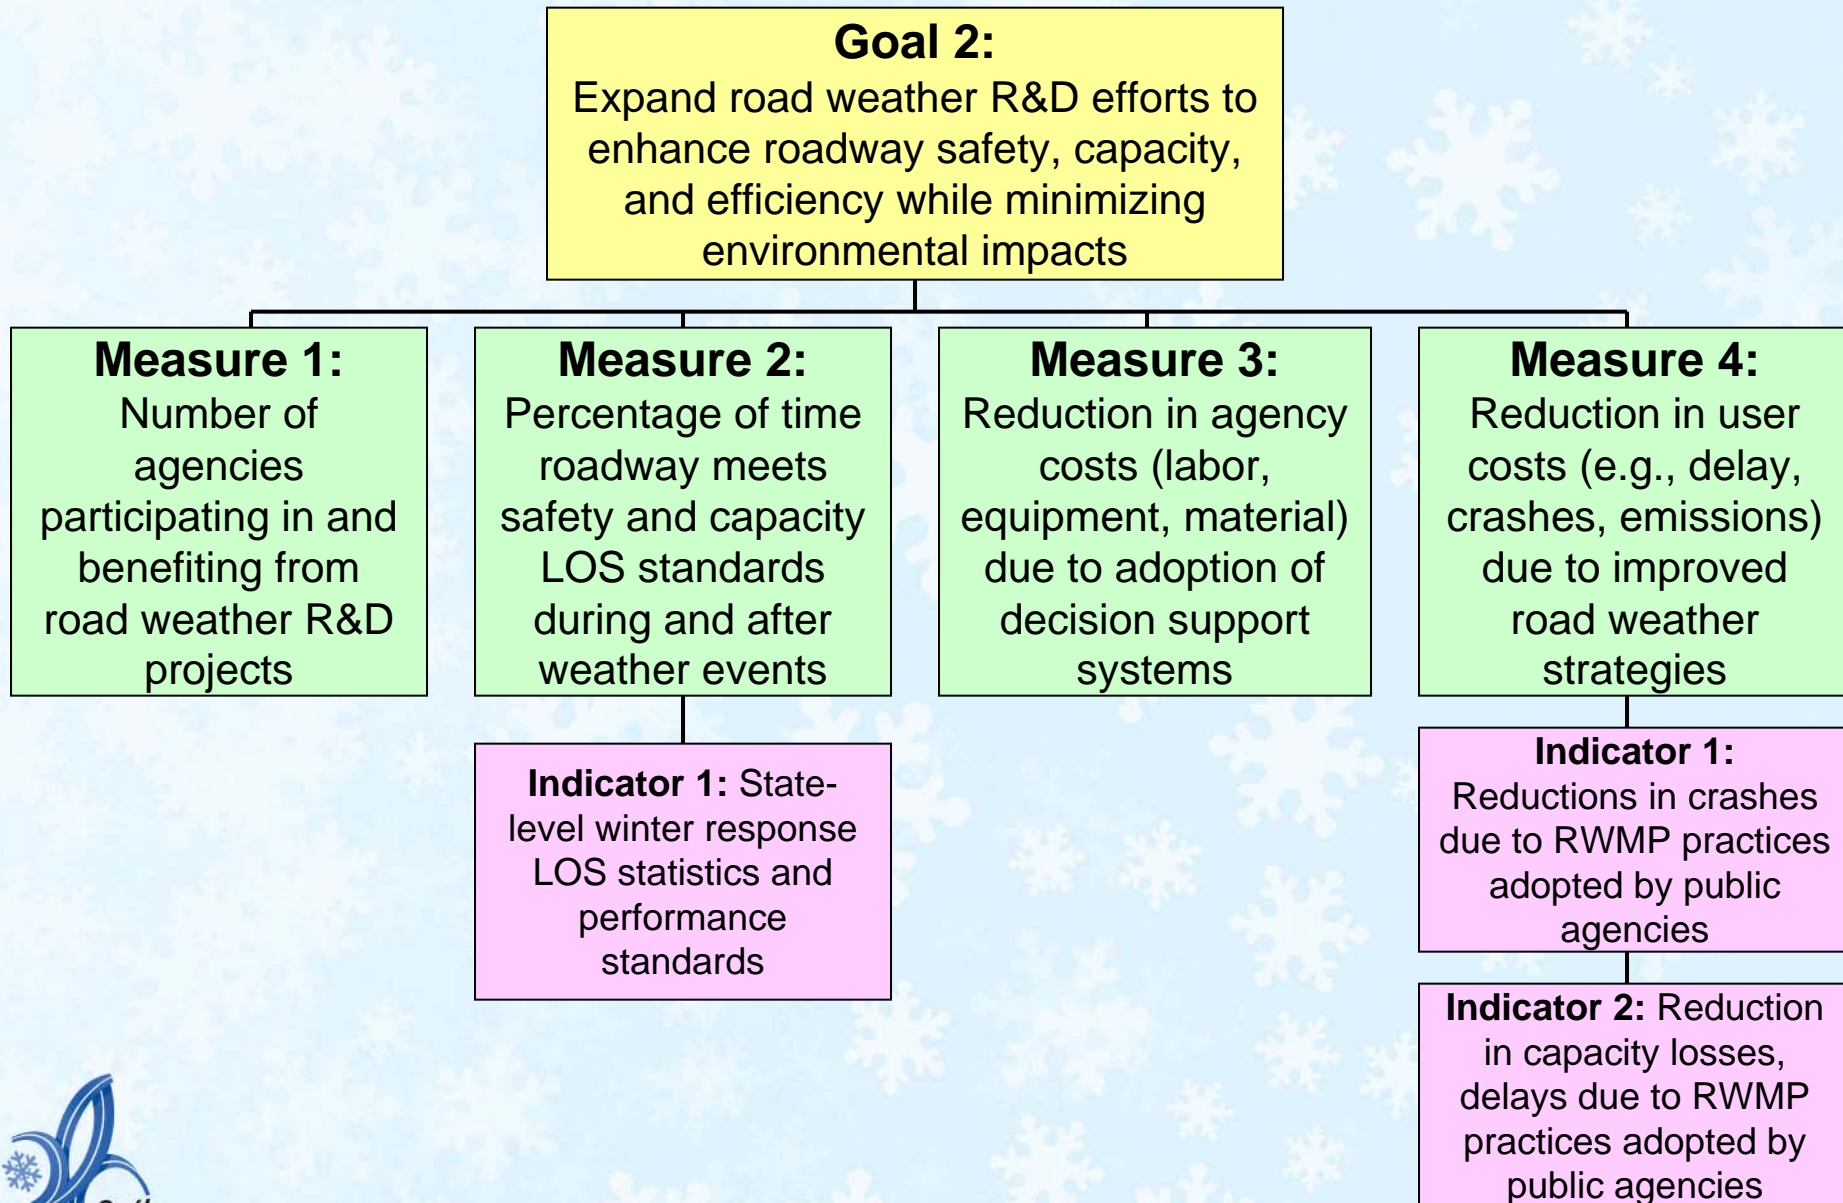 Goal 2:
Expand road weather R&D efforts to
enhance roadway safety, capacity,
and efficiency while minimizing
environmental impacts
Measure 1:
Number of
agencies
participating in and
benefiting from
road weather R&D
projects
Measure 2:
Percentage of time
roadway meets
safety and capacity
LOS standards
during and after
weather events
Measure 3:
Reduction in agency
costs (labor,
equipment, material)
due to adoption of
decision support
systems
Measure 4:
Reduction in user
costs (e.g., delay,
crashes, emissions)
due to improved
road weather
strategies
Indicator 1: State-
level winter response
LOS statistics and
performance
standards
Indicator 1:
Reductions in crashes
due to RWMP practices
adopted by public
agencies
Indicator 2: Reduction
in capacity losses,
delays due to RWMP
practices adopted by
public agencies